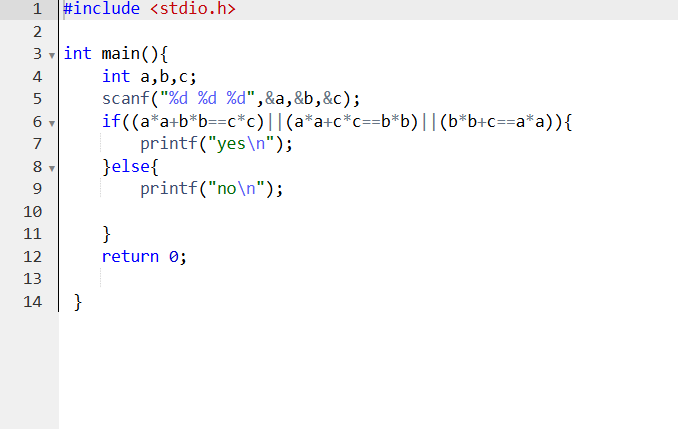 1 #include <stdio.h>
2
3 int main(){
4 int a,b,c;
5 scanf("%d %d %d",&a,&b,&c);
6 if((a*a+b*b==c*c)||(a*a+c*c==b*b)||(b*b+c==a*a)){
7 printf("yes\n");
8 }else{
9 printf("no\n");
10
11 }
12 return 0;
13
14 }